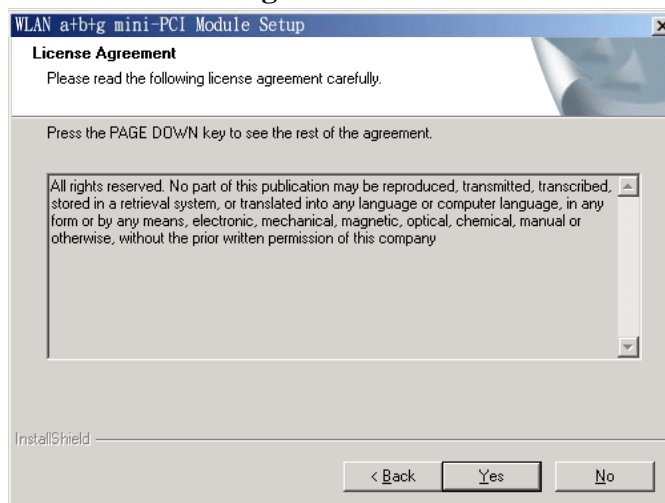 WLAN a+b+g mini-PCI Module Setup
License Agreement
Please read the following license agreement carefully.
Press the PAGE DOWN key to see the rest of the agreement.
All rights reserved. No part of this publication may be reproduced, transmitted, transcribed,
stored in a retrieval system, or translated into any language or computer language, in any
form or by any means, electronic, mechanical, magnetic, optical, chemical, manual or
otherwise, without the prior written permission of this company
InstallShield
< Back Yes No